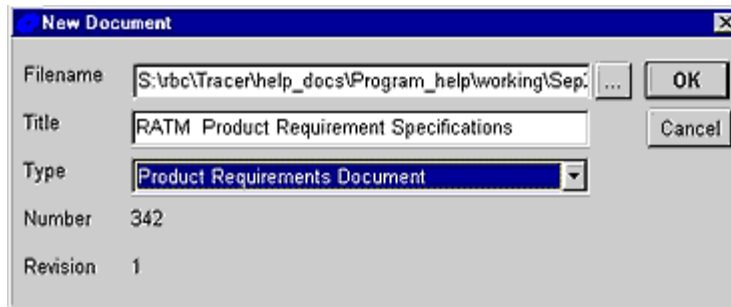 New Document
Filename S:\rbc\Tracer\help_docs\Program_help\working\Sep ... OK
Title RATM Product Requirement Specifications Cancel
Type Product Requirements Document
Number 342
Revision 1